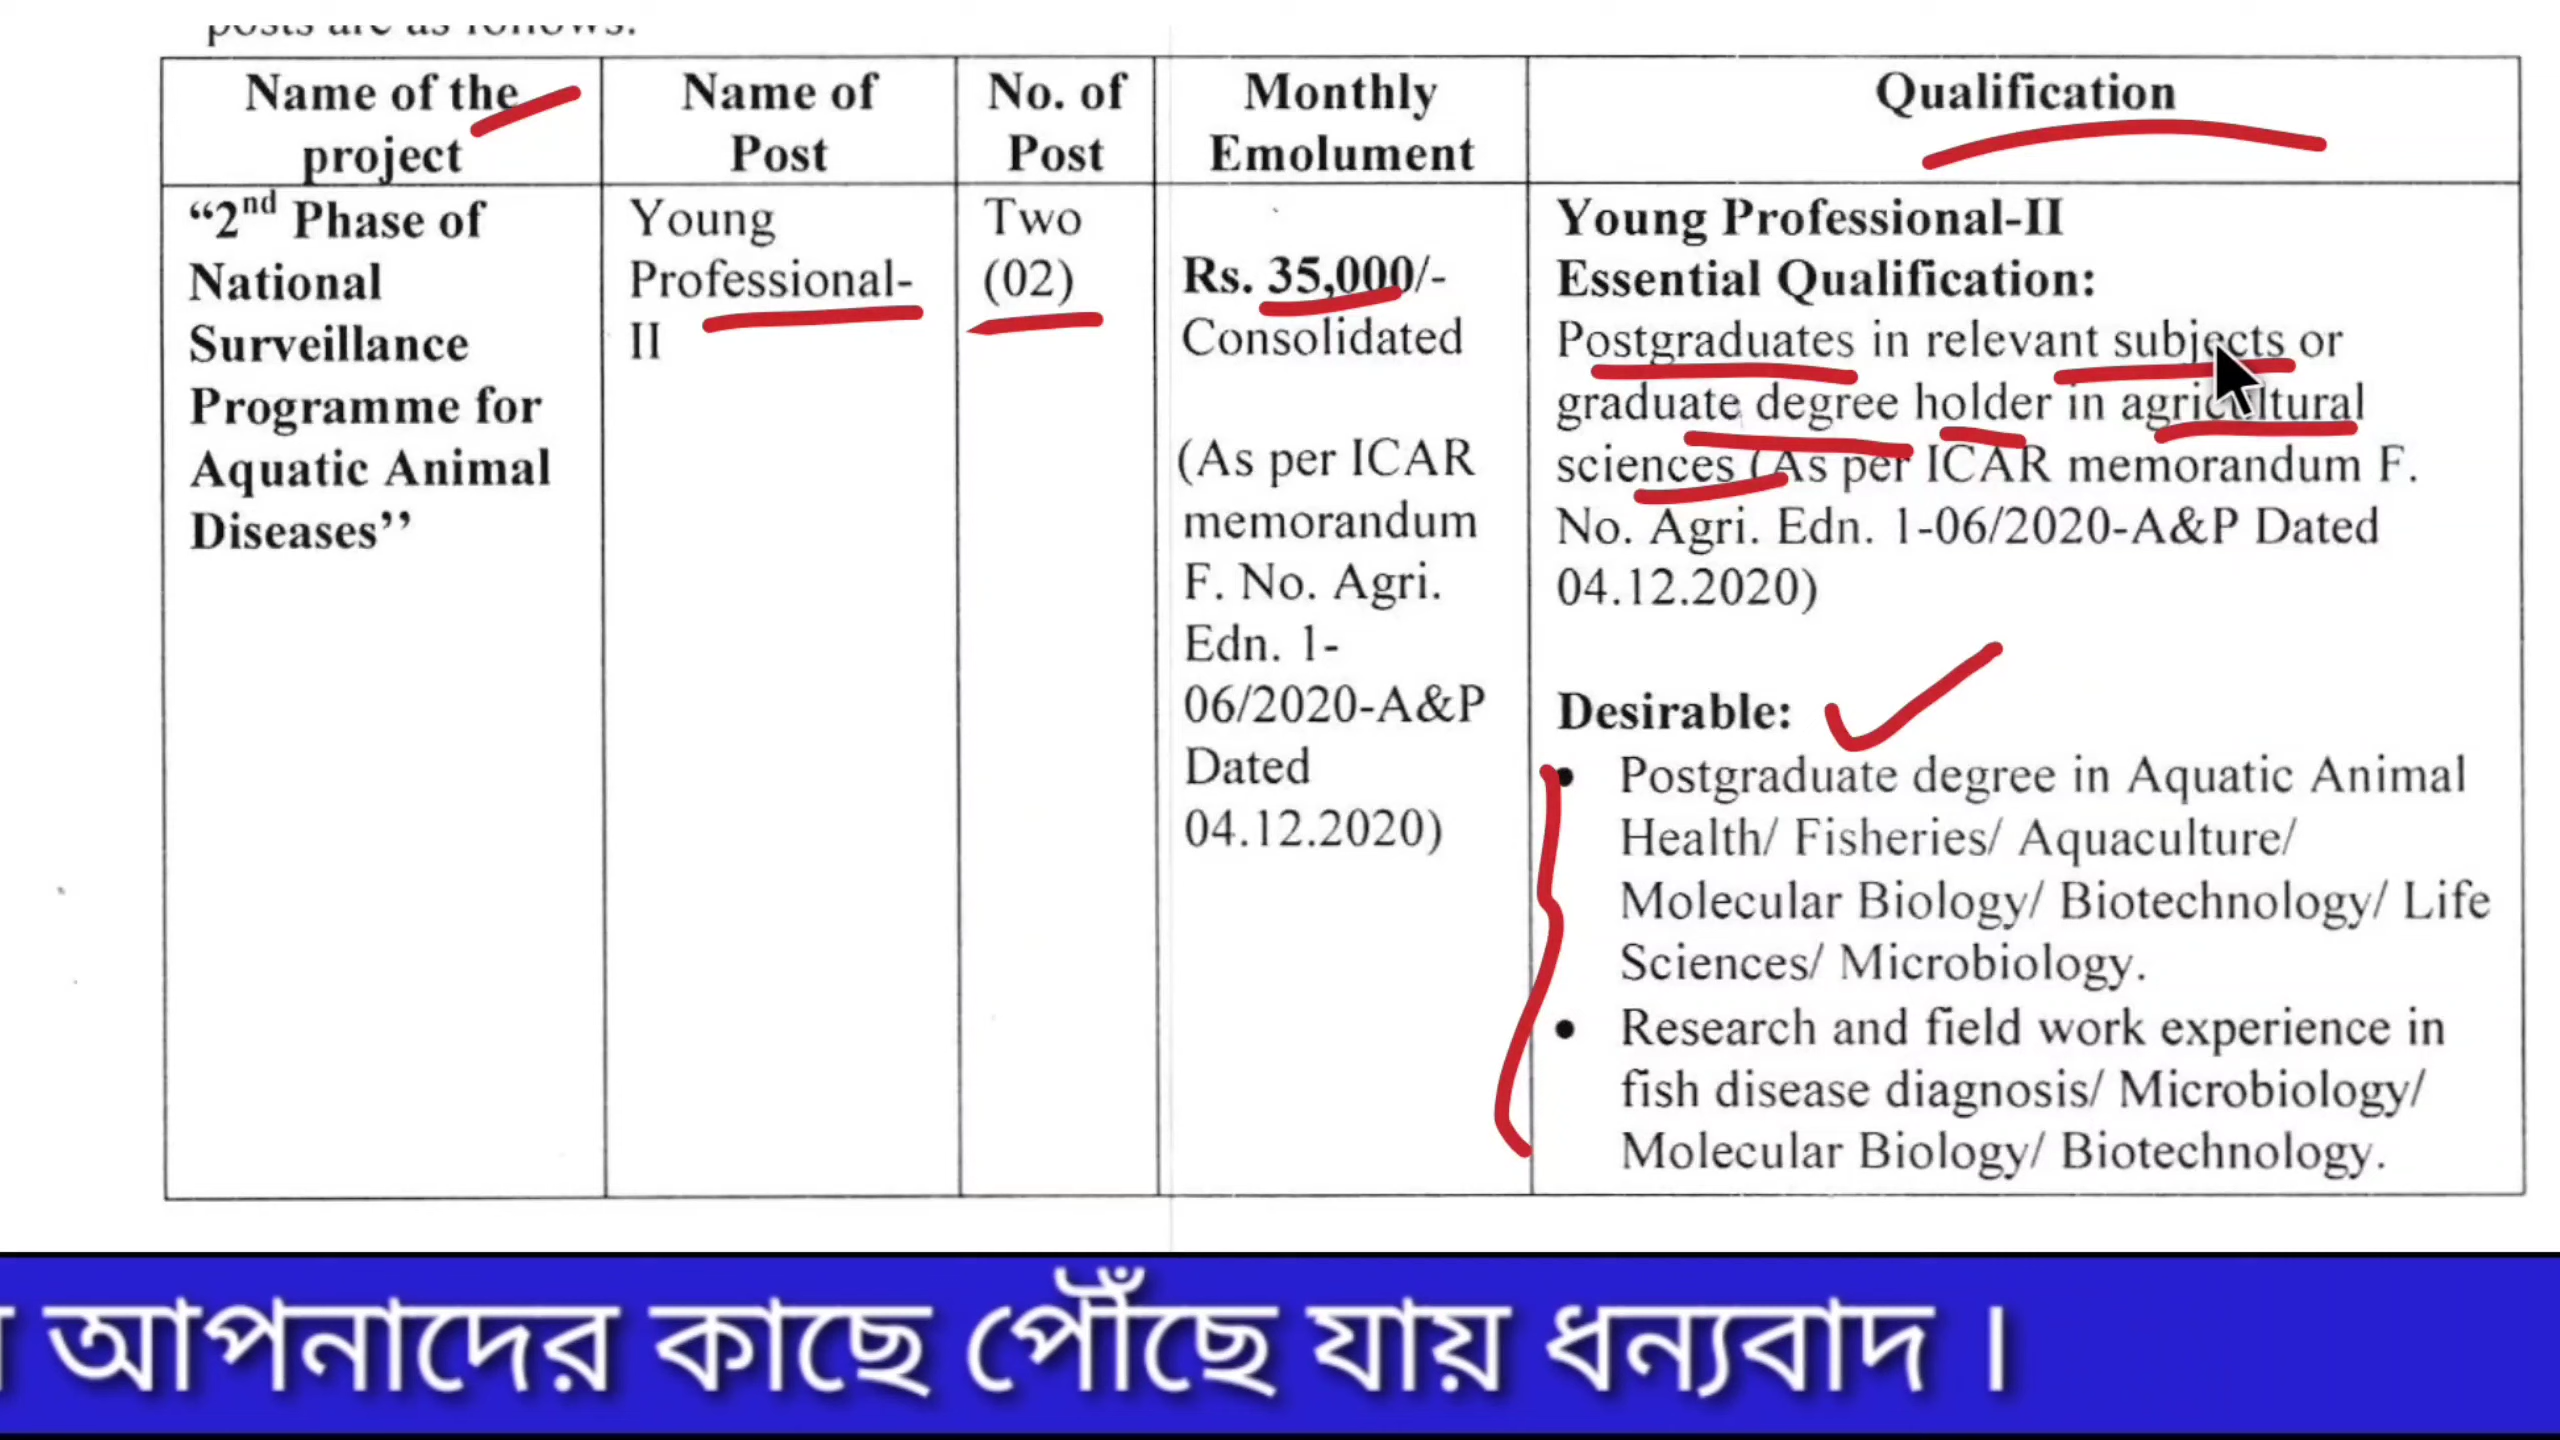 posts are as follows:
Name of the project
Name of Post
No. of Post
Monthly Emolument
Qualification
“2nd Phase of
National
Surveillance
Programme for
Aquatic Animal
Diseases’’
Young
Professional-
II
Two
(02)
Rs. 35,000/-
Consolidated
(As per ICAR
memorandum
F. No. Agri.
Edn. 1-
06/2020-A&P
Dated
04.12.2020)
Young Professional-II
Essential Qualification:
Postgraduates in relevant subjects or
graduate degree holder in agricultural
sciences (As per ICAR memorandum F.
No. Agri. Edn. 1-06/2020-A&P Dated
04.12.2020)
Desirable:
• Postgraduate degree in Aquatic Animal
Health/ Fisheries/ Aquaculture/
Molecular Biology/ Biotechnology/ Life
Sciences/ Microbiology.
• Research and field work experience in
fish disease diagnosis/ Microbiology/
Molecular Biology/ Biotechnology.
আপনাদের কাছে পৌঁছে যায় ধন্যবাদ ।